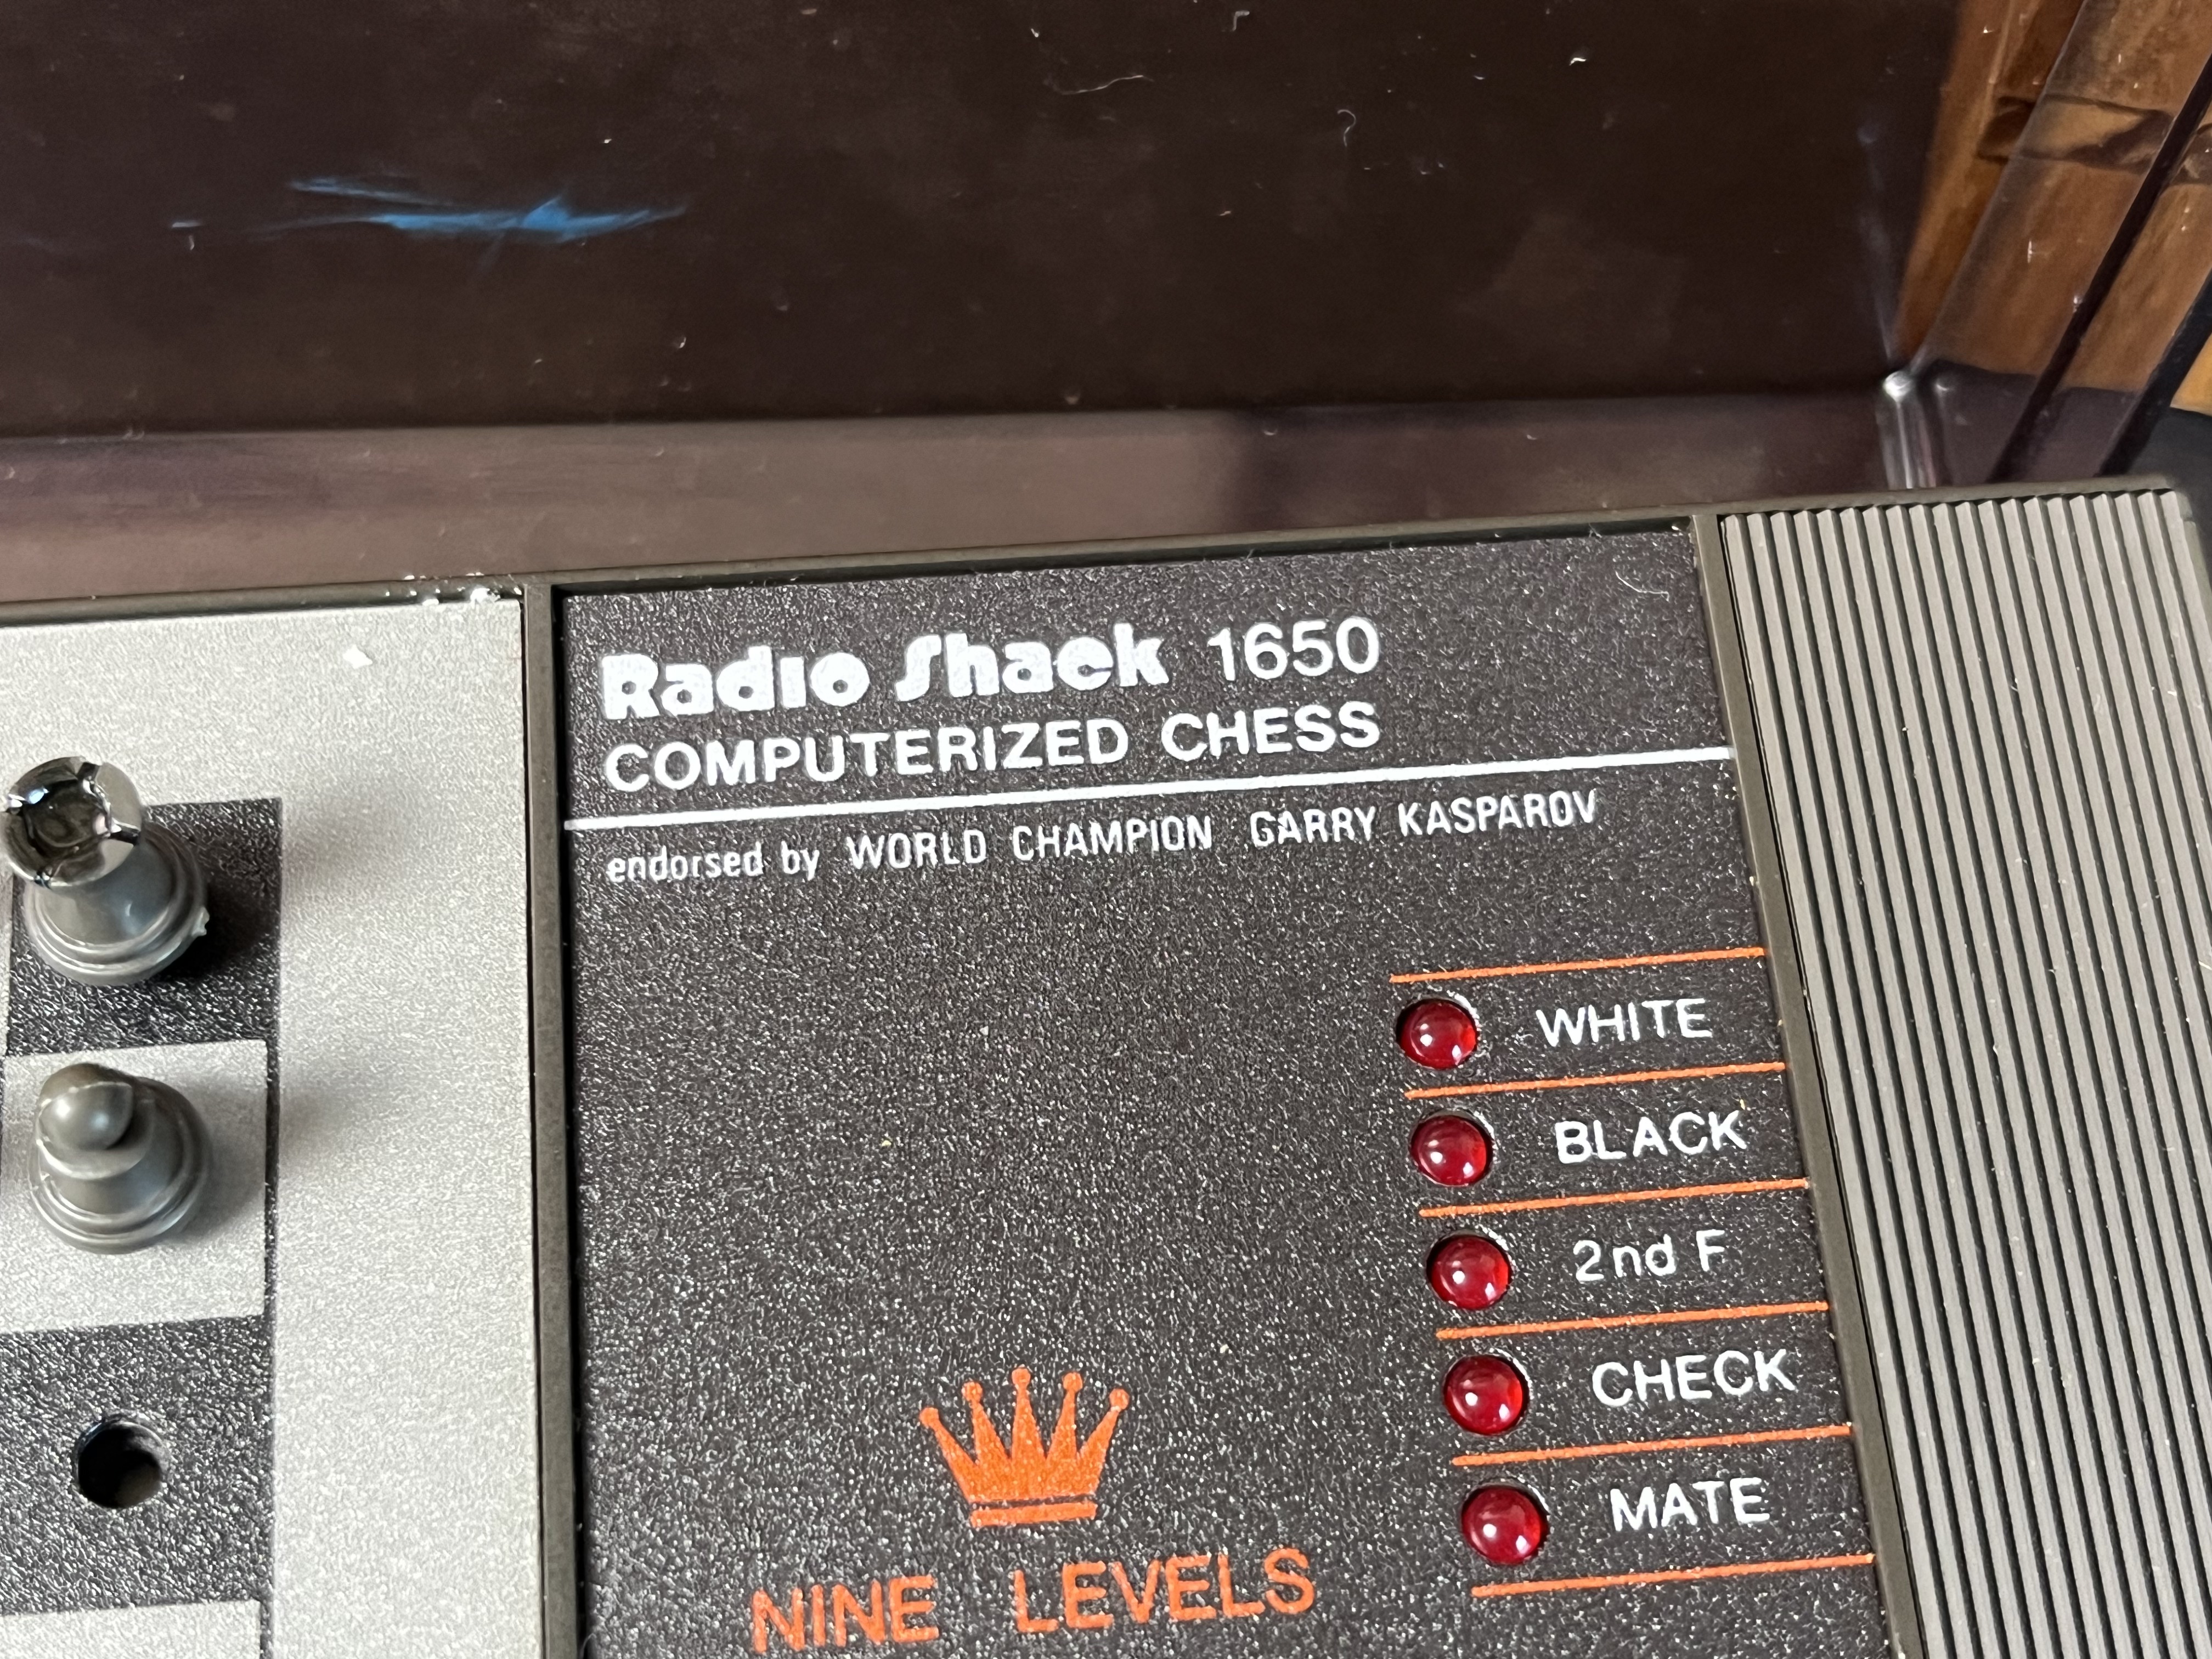 Radio Shack 1650
COMPUTERIZED CHESS
endorsed by WORLD CHAMPION GARRY KASPAROV
WHITE
BLACK
2nd F
CHECK
MATE
NINE LEVELS